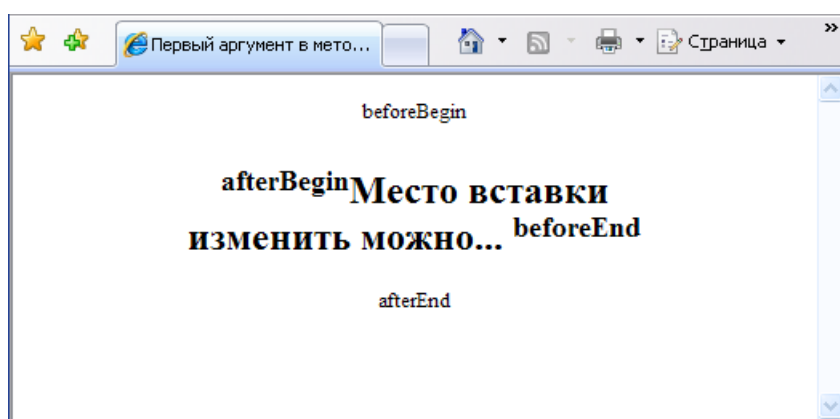 Первый аргумент в мето... Страница
beforeBegin
afterBeginМесто вставки
изменить можно... beforeEnd
afterEnd